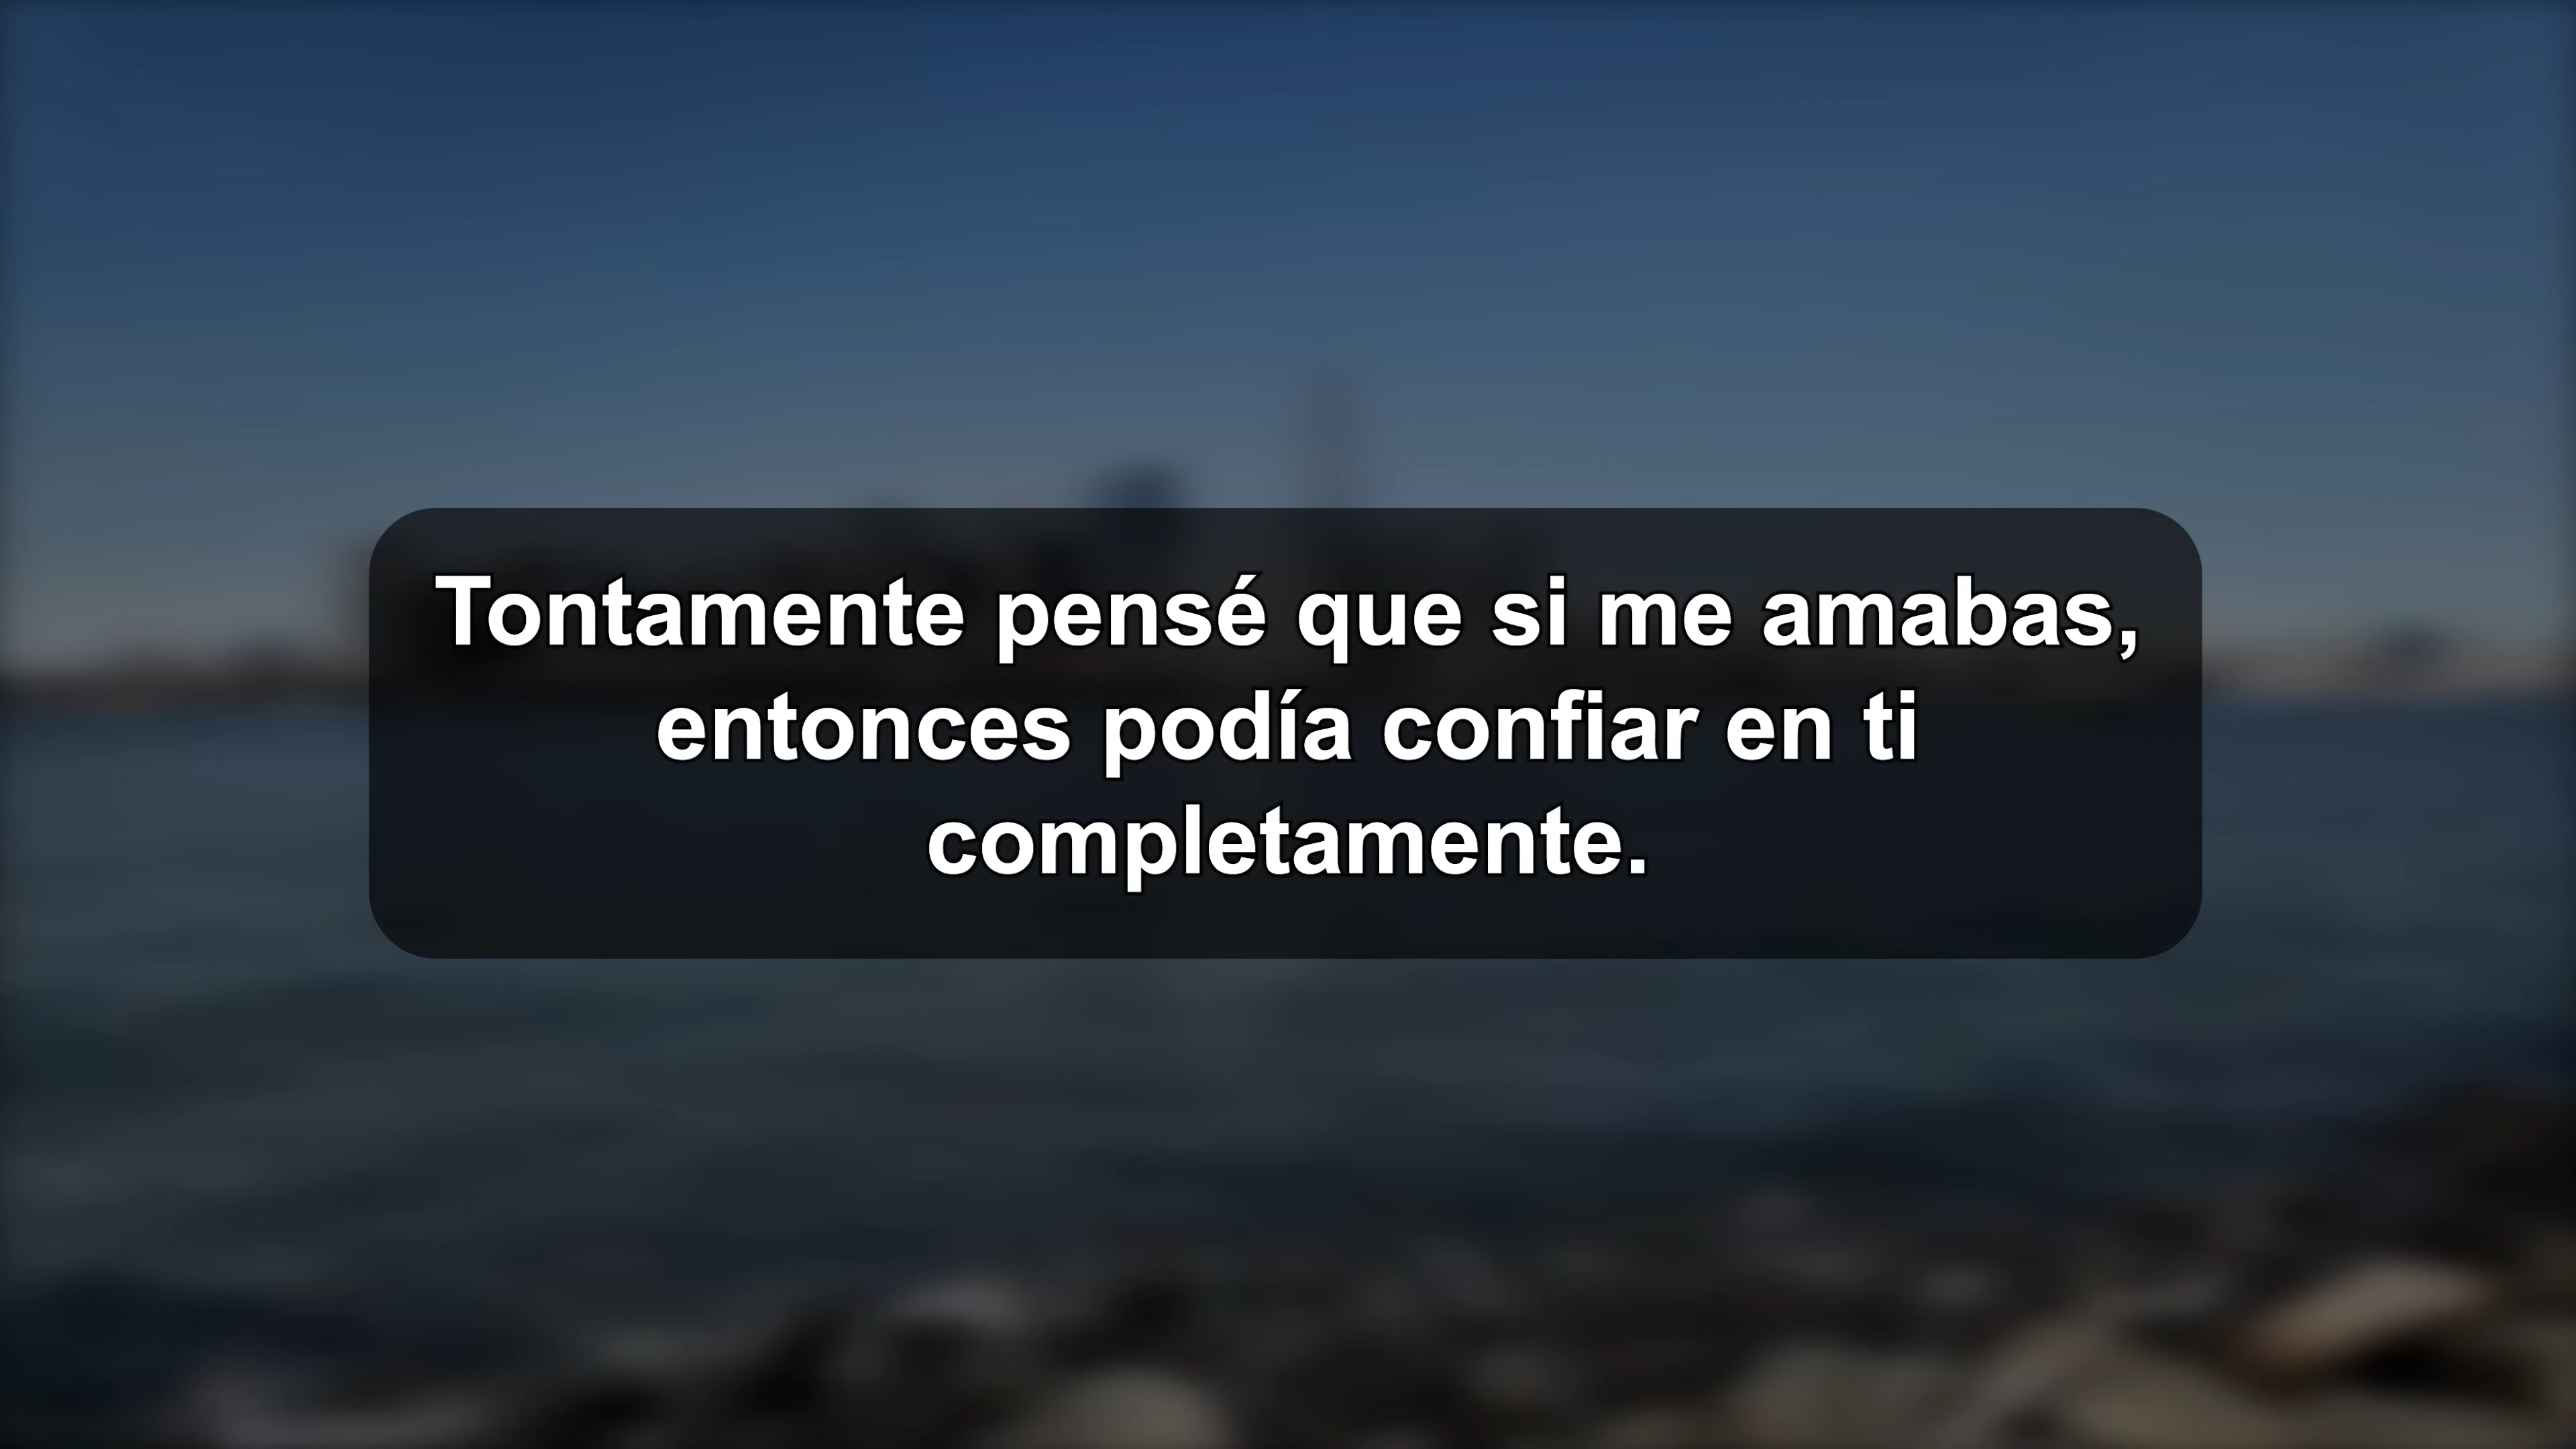 Tontamente pensé que si me amabas,
entonces podía confiar en ti
completamente.